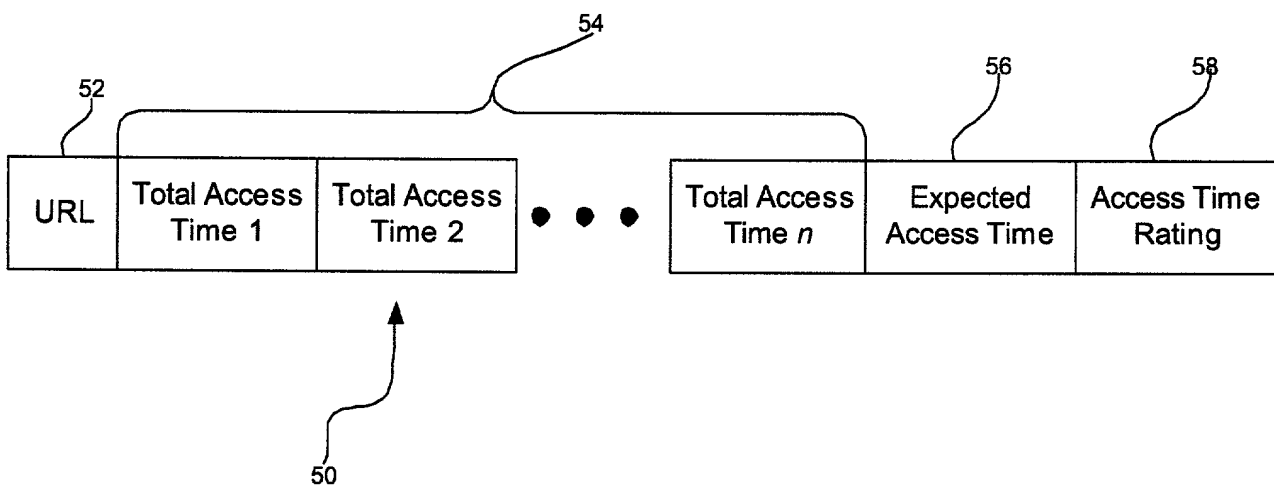 54
52
56
58
URL
Total Access
Time 1
Total Access
Time 2
Total Access
Time n
Expected
Access Time
Access Time
Rating
50